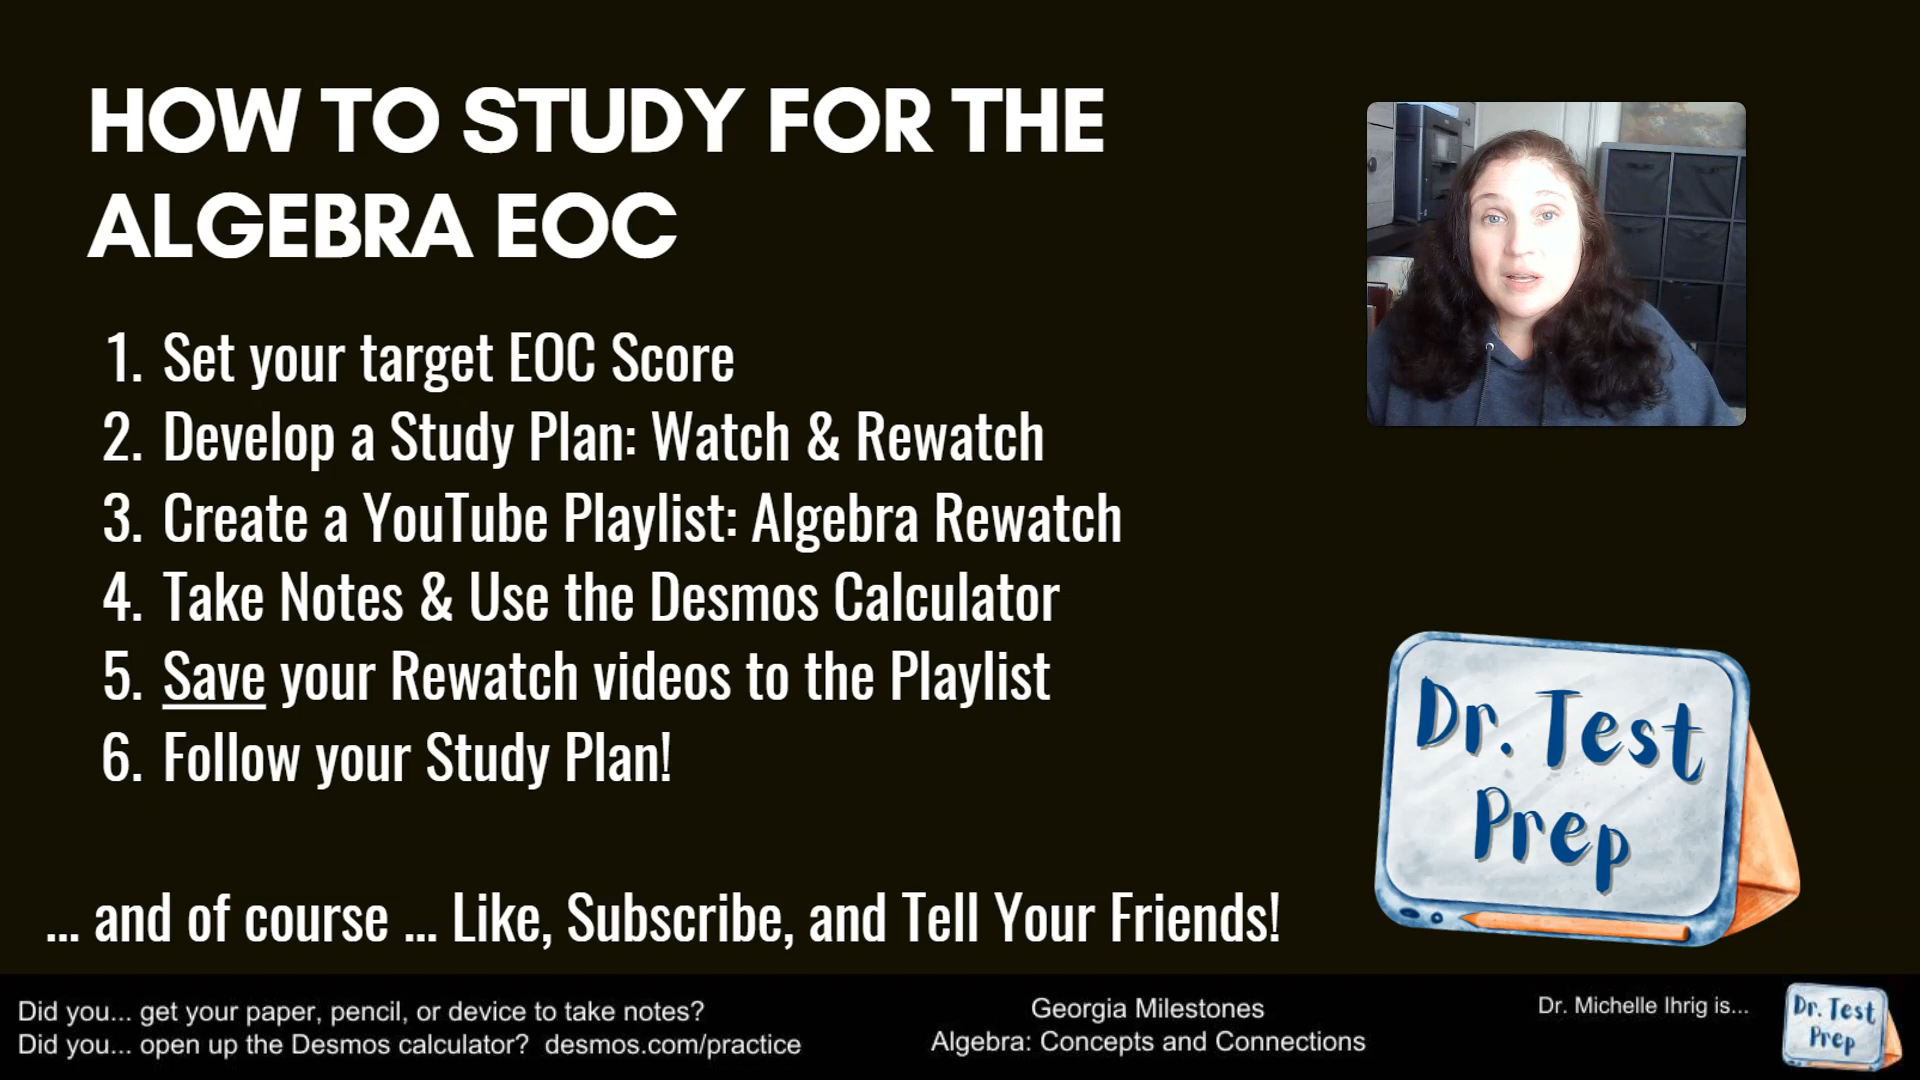 HOW TO STUDY FOR THE
ALGEBRA EOC
1. Set your target EOC Score
2. Develop a Study Plan: Watch & Rewatch
3. Create a YouTube Playlist: Algebra Rewatch
4. Take Notes & Use the Desmos Calculator
5. Save your Rewatch videos to the Playlist
6. Follow your Study Plan!
... and of course ... Like, Subscribe, and Tell Your Friends!
Dr. Test
Prep
Did you... get your paper, pencil, or device to take notes?
Did you... open up the Desmos calculator?  desmos.com/practice
Georgia Milestones
Algebra: Concepts and Connections
Dr. Michelle Ihrig is...
Dr. Test
Prep